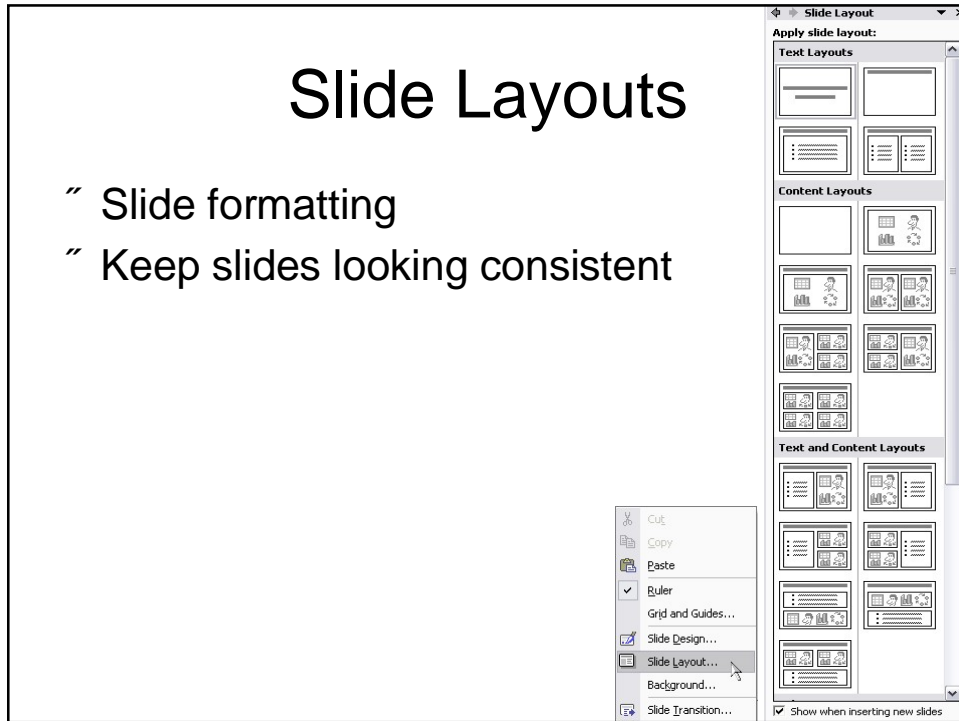 Slide Layouts
˝ Slide formatting
˝ Keep slides looking consistent
Cut
Copy
Paste
Ruler
Grid and Guides...
Slide Design...
Slide Layout...
Background...
Slide Transition...
Slide Layout
Apply slide layout:
Text Layouts
Content Layouts
Text and Content Layouts
Show when inserting new slides